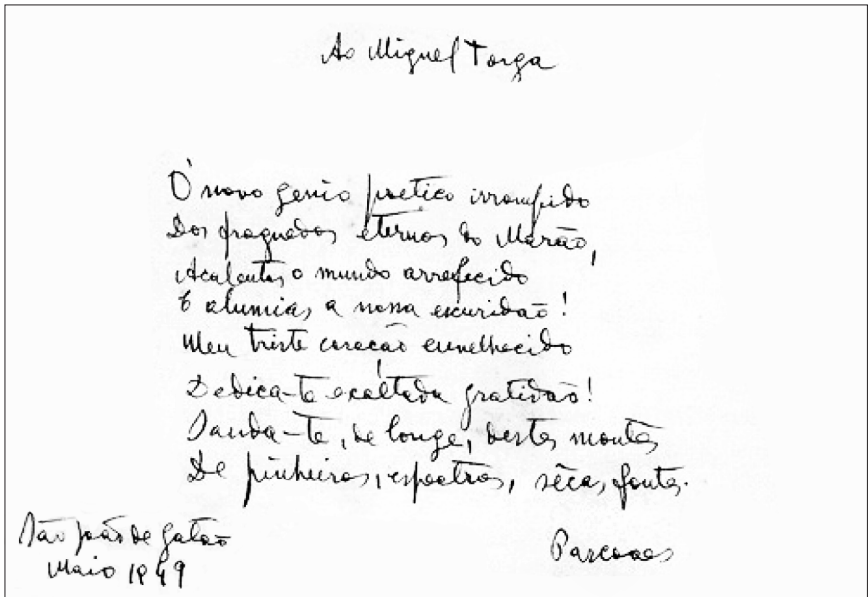 Ao Miguel Torga
Ó novo genio poetico irrompido
Dos fraguedos eternos do Marão,
Acalentas o mundo arrefecido
E alumias a nossa escuridão!
Meu triste coração envelhecido
Dedica-te exaltada gratidão!
Sauda-te, de longe, destes montes
De pinheiros, espectros, sêcas fontes.
São João de Gatão
Maio 1949
Pascoaes